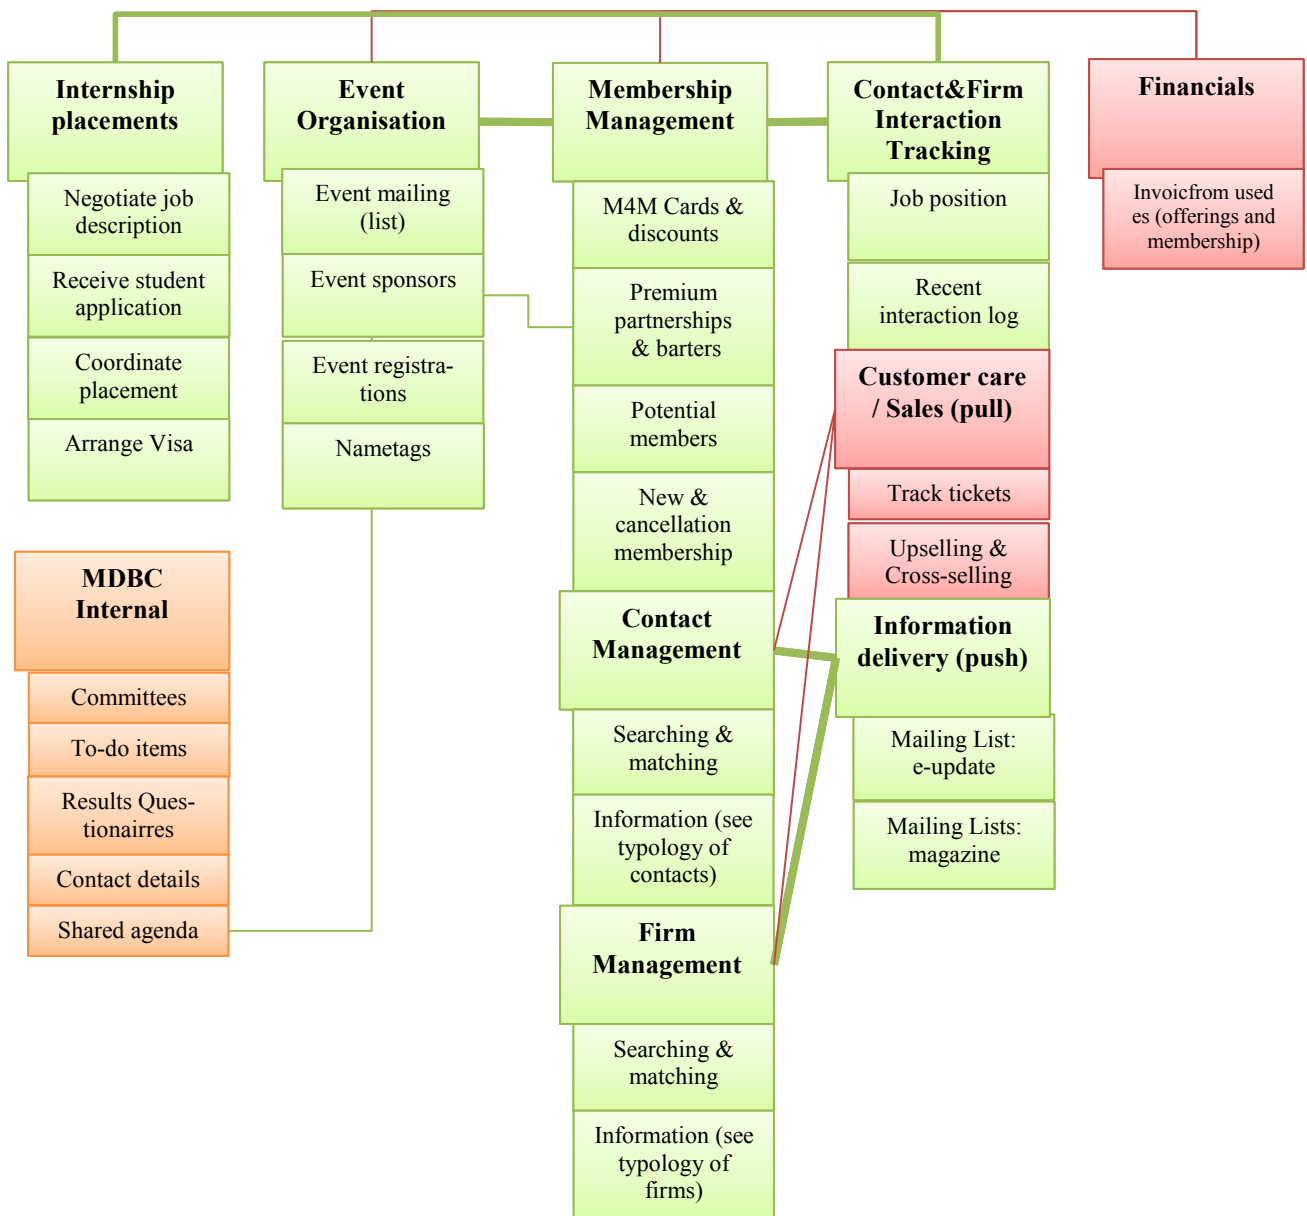 Internship
placements
Negotiate job
description
Receive student
application
Coordinate
placement
Arrange Visa
MDBC
Internal
Committees
To-do items
Results Ques-
tionairres
Contact details
Shared agenda
Event
Organisation
Event mailing
(list)
Event sponsors
Event registra-
tions
Nametags
Membership
Management
M4M Cards &
discounts
Premium
partnerships
& barters
Potential
members
New &
cancellation
membership
Contact
Management
Searching &
matching
Information (see
typology of
contacts)
Firm
Management
Searching &
matching
Information (see
typology of
firms)
Contact&Firm
Interaction
Tracking
Job position
Recent
interaction log
Customer care
/ Sales (pull)
Track tickets
Upselling &
Cross-selling
Information
delivery (push)
Mailing List:
e-update
Mailing Lists:
magazine
Financials
Invoicfrom used
es (offerings and
membership)